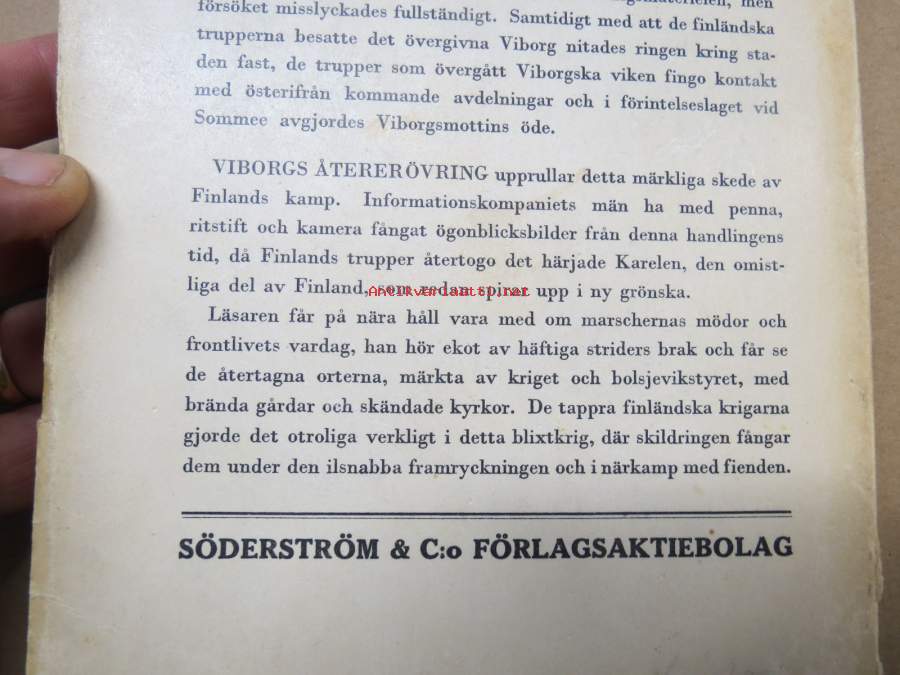 men
försöket misslyckades fullständigt. Samtidigt med att de finländska
trupperna besatte det övergivna Viborg nitades ringen kring sta-
den fast, de trupper som övergått Viborgska viken fingo kontakt
med österifrån kommande avdelningar och i förintelseslaget vid
Sommee avgjordes Viborgsmottins öde.
VIBORGS ÅTERERÖVRING upprullar detta märkliga skede av
Finlands kamp. Informationskompaniets män ha med penna,
ritstift och kamera fångat ögonblicksbilder från denna handlingens
tid, då Finlands trupper återtogo det härjade Karelen, den omist-
liga del av Finland, som redan spirar upp i ny grönska.
Antikvariaatti.net
Läsaren får på nära håll vara med om marschernas mödor och
frontlivets vardag, han hör ekot av häftiga striders brak och får se
de återtagna orterna, märkta av kriget och bolsjevikstyret, med
brända gårdar och skändade kyrkor. De tappra finländska krigarna
gjorde det otroliga verkligt i detta blixtkrig, där skildringen fångar
dem under den ilsnabba framryckningen och i närkamp med fienden.
SÖDERSTRÖM & C:o FÖRLAGSAKTIEBOLAG